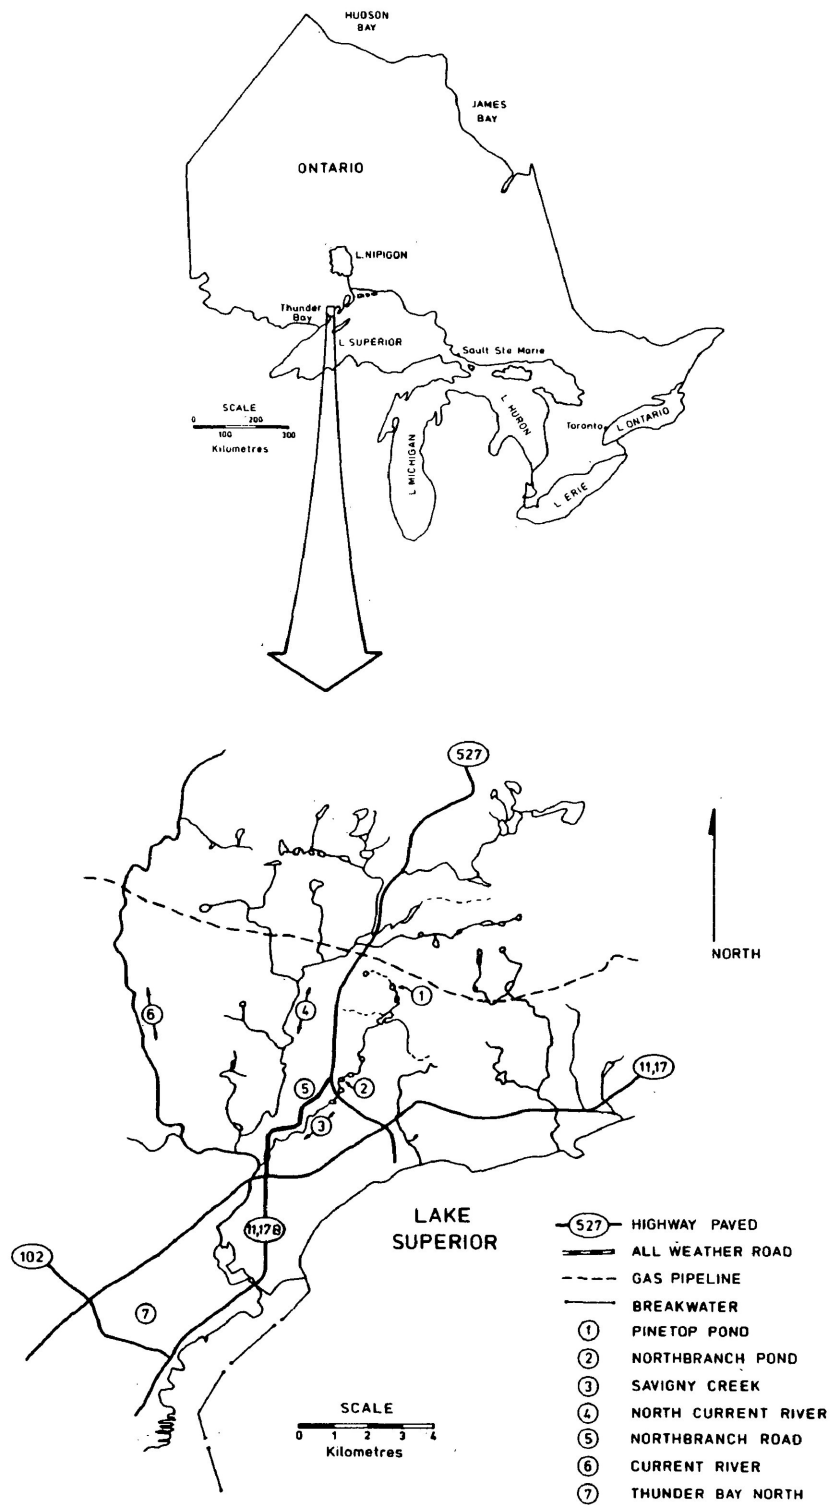 HUDSON
BAY
JAMES
BAY
ONTARIO
L. NIPIGON
Thunder
Bay
L SUPERIOR
Sault Ste Marie
SCALE
0 200
100 300
Kilometres
L HURON
Toronto
L ONTARIO
L MICHIGAN
L ERIE
527
NORTH
1
6
4
11,17
5
2
3
LAKE
SUPERIOR
11,17B
102
7
527 HIGHWAY PAVED
ALL WEATHER ROAD
GAS PIPELINE
BREAKWATER
1 PINETOP POND
2 NORTHBRANCH POND
3 SAVIGNY CREEK
4 NORTH CURRENT RIVER
5 NORTHBRANCH ROAD
6 CURRENT RIVER
7 THUNDER BAY NORTH
SCALE
0 1 2 3 4
Kilometres